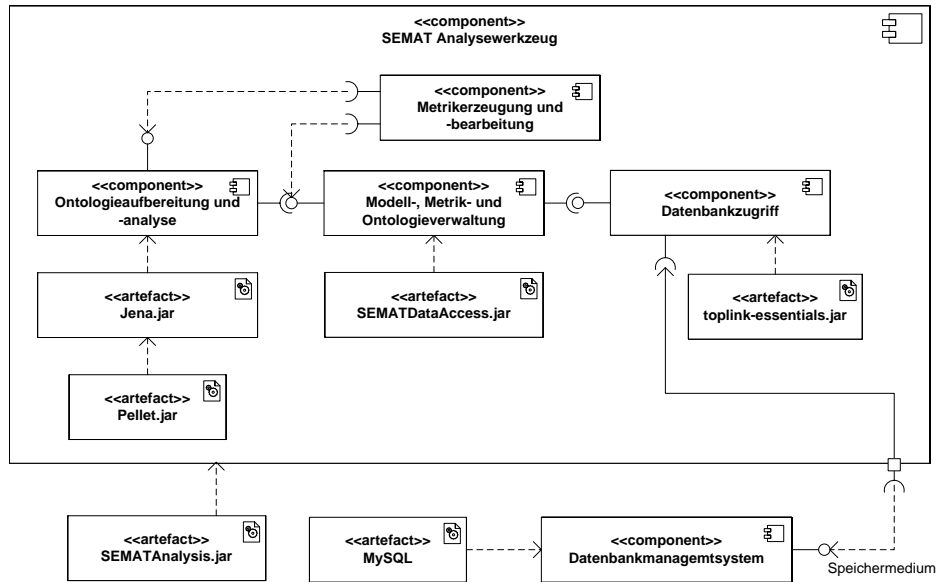 <<component>>
SEMAT Analysewerkzeug
<<component>>
Metrikerzeugung und
-bearbeitung
<<component>>
Ontologieaufbereitung und
-analyse
<<component>>
Modell-, Metrik- und
Ontologieverwaltung
<<component>>
Datenbankzugriff
<<artefact>>
Jena.jar
<<artefact>>
SEMATDataAccess.jar
<<artefact>>
toplink-essentials.jar
<<artefact>>
Pellet.jar
<<artefact>>
SEMATAnalysis.jar
<<artefact>>
MySQL
<<component>>
Datenbankmanagemtsystem
Speichermedium